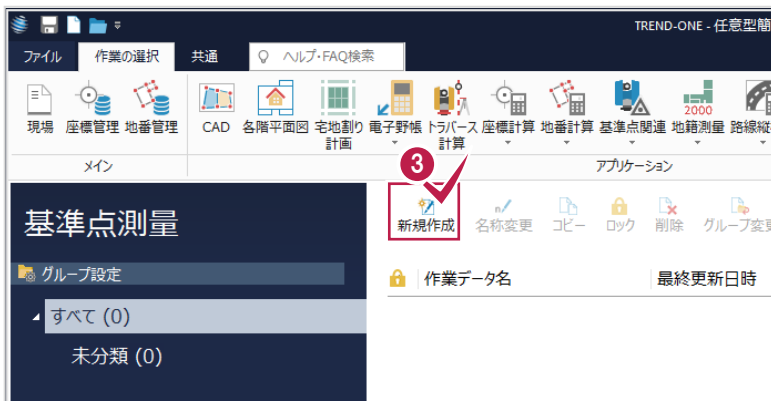 TREND-ONE - 任意型簡
ファイル 作業の選択 共通 ヘルプ・FAQ検索
現場 座標管理 地番管理 CAD 各階平面図 宅地割り計画 電子野帳 トラバース計算 座標計算 地番計算 基準点関連 2000 地籍測量 路線縦
メイン アプリケーション
3
基準点測量
新規作成 名称変更 コピー ロック 削除 グループ変更
グループ設定
作業データ名 最終更新日時
すべて (0)
未分類 (0)